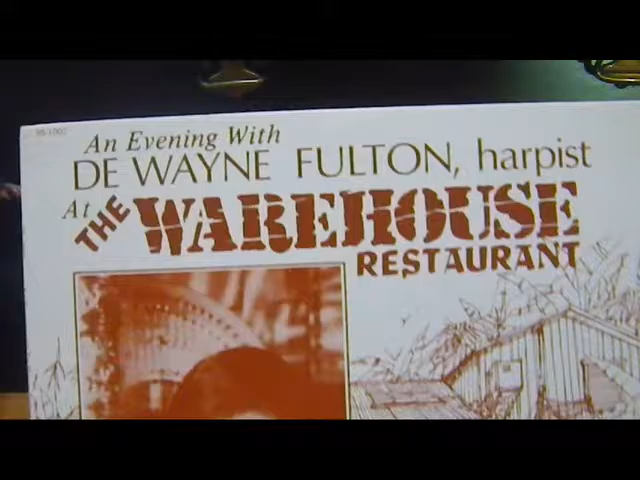 An Evening With
DE WAYNE FULTON, harpist
At THE WAREHOUSE
RESTAURANT